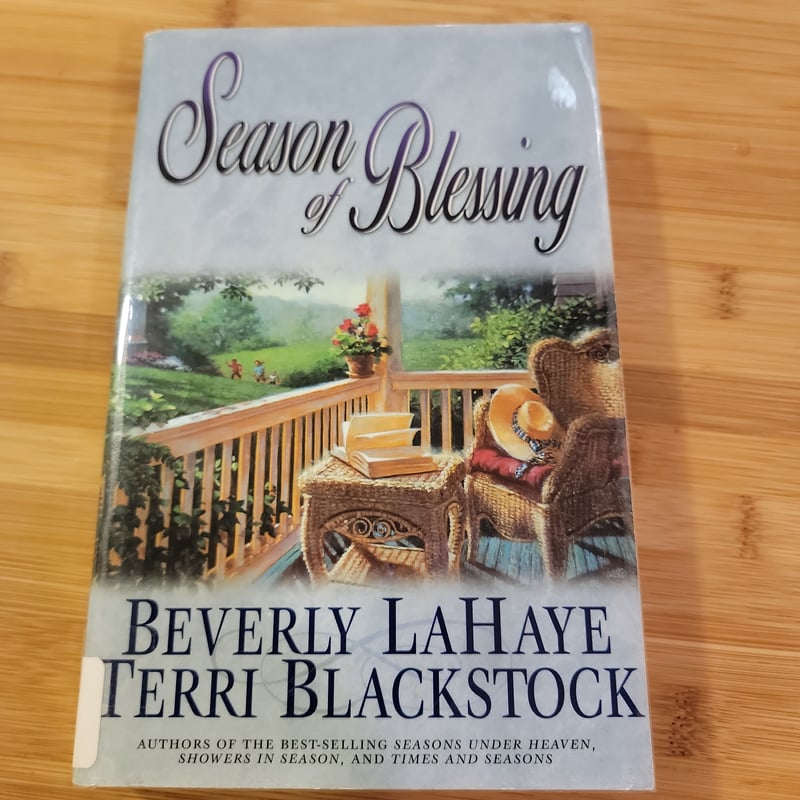 Season
of Blessing
BEVERLY LAHAYE
TERRI BLACKSTOCK
AUTHORS OF THE BEST-SELLING SEASONS UNDER HEAVEN,
SHOWERS IN SEASON, AND TIMES AND SEASONS